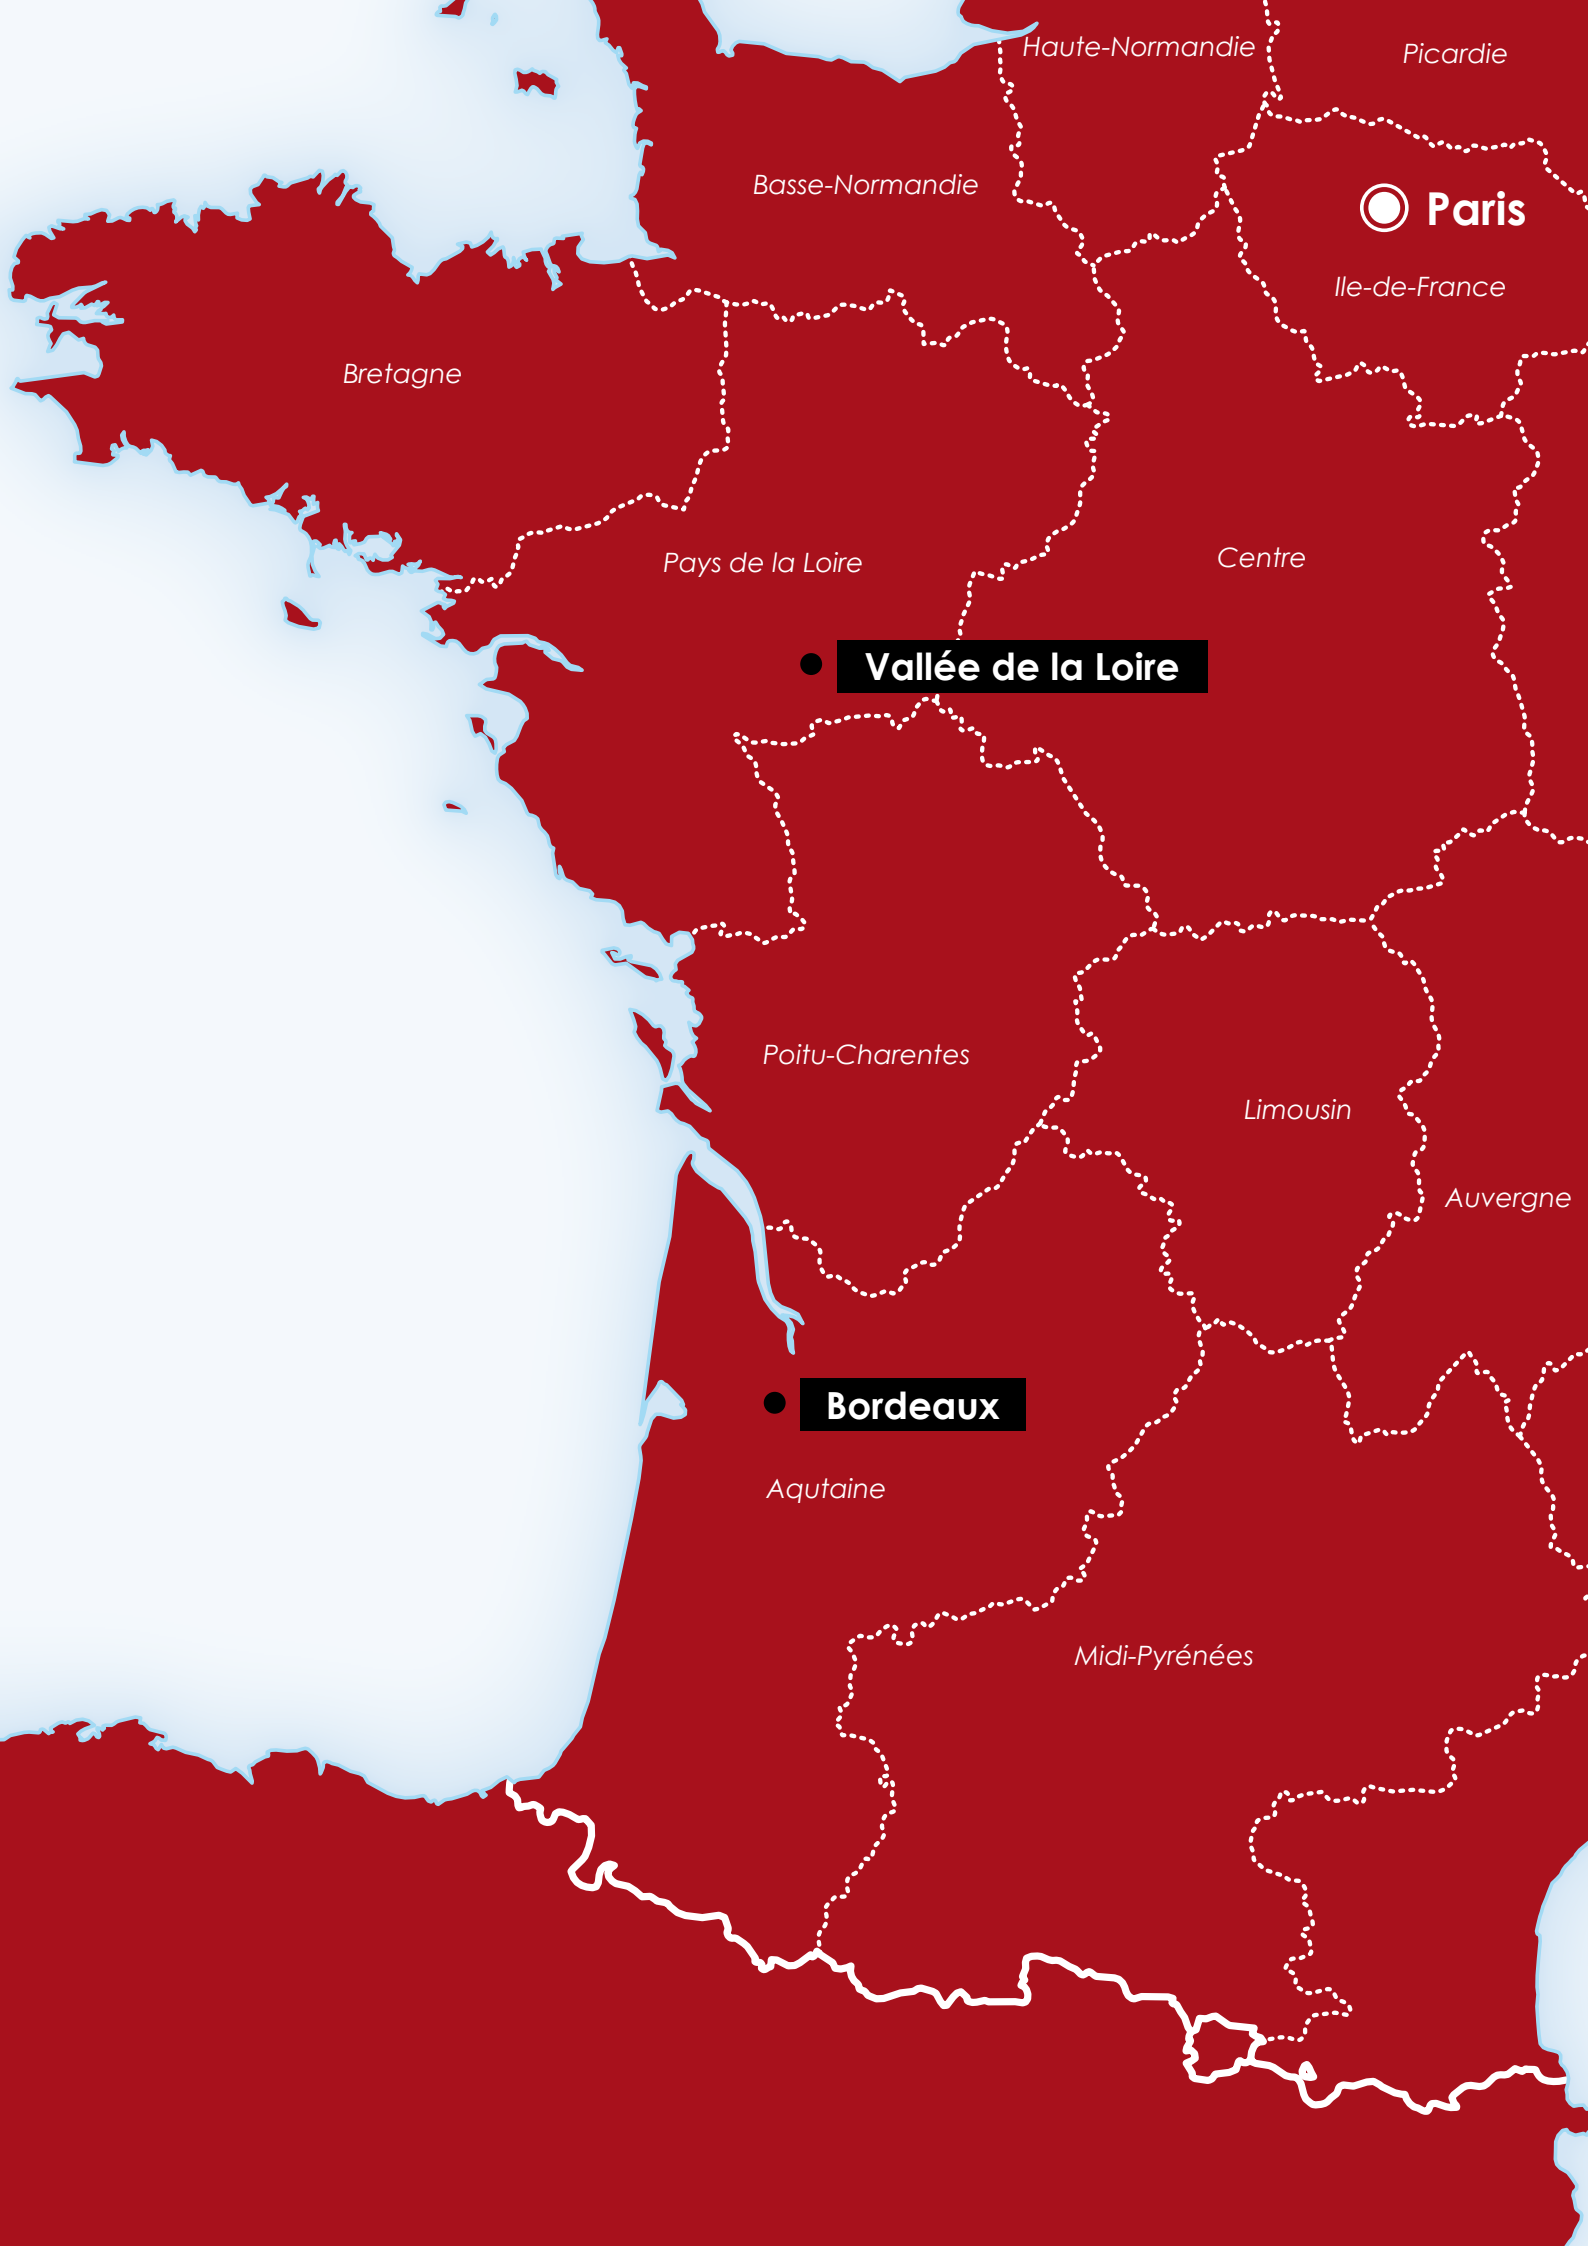 Haute-Normandie
Picardie
Basse-Normandie
Paris
Ile-de-France
Bretagne
Pays de la Loire
Centre
Vallée de la Loire
Poitu-Charentes
Limousin
Auvergne
Bordeaux
Aqutaine
Midi-Pyrénées